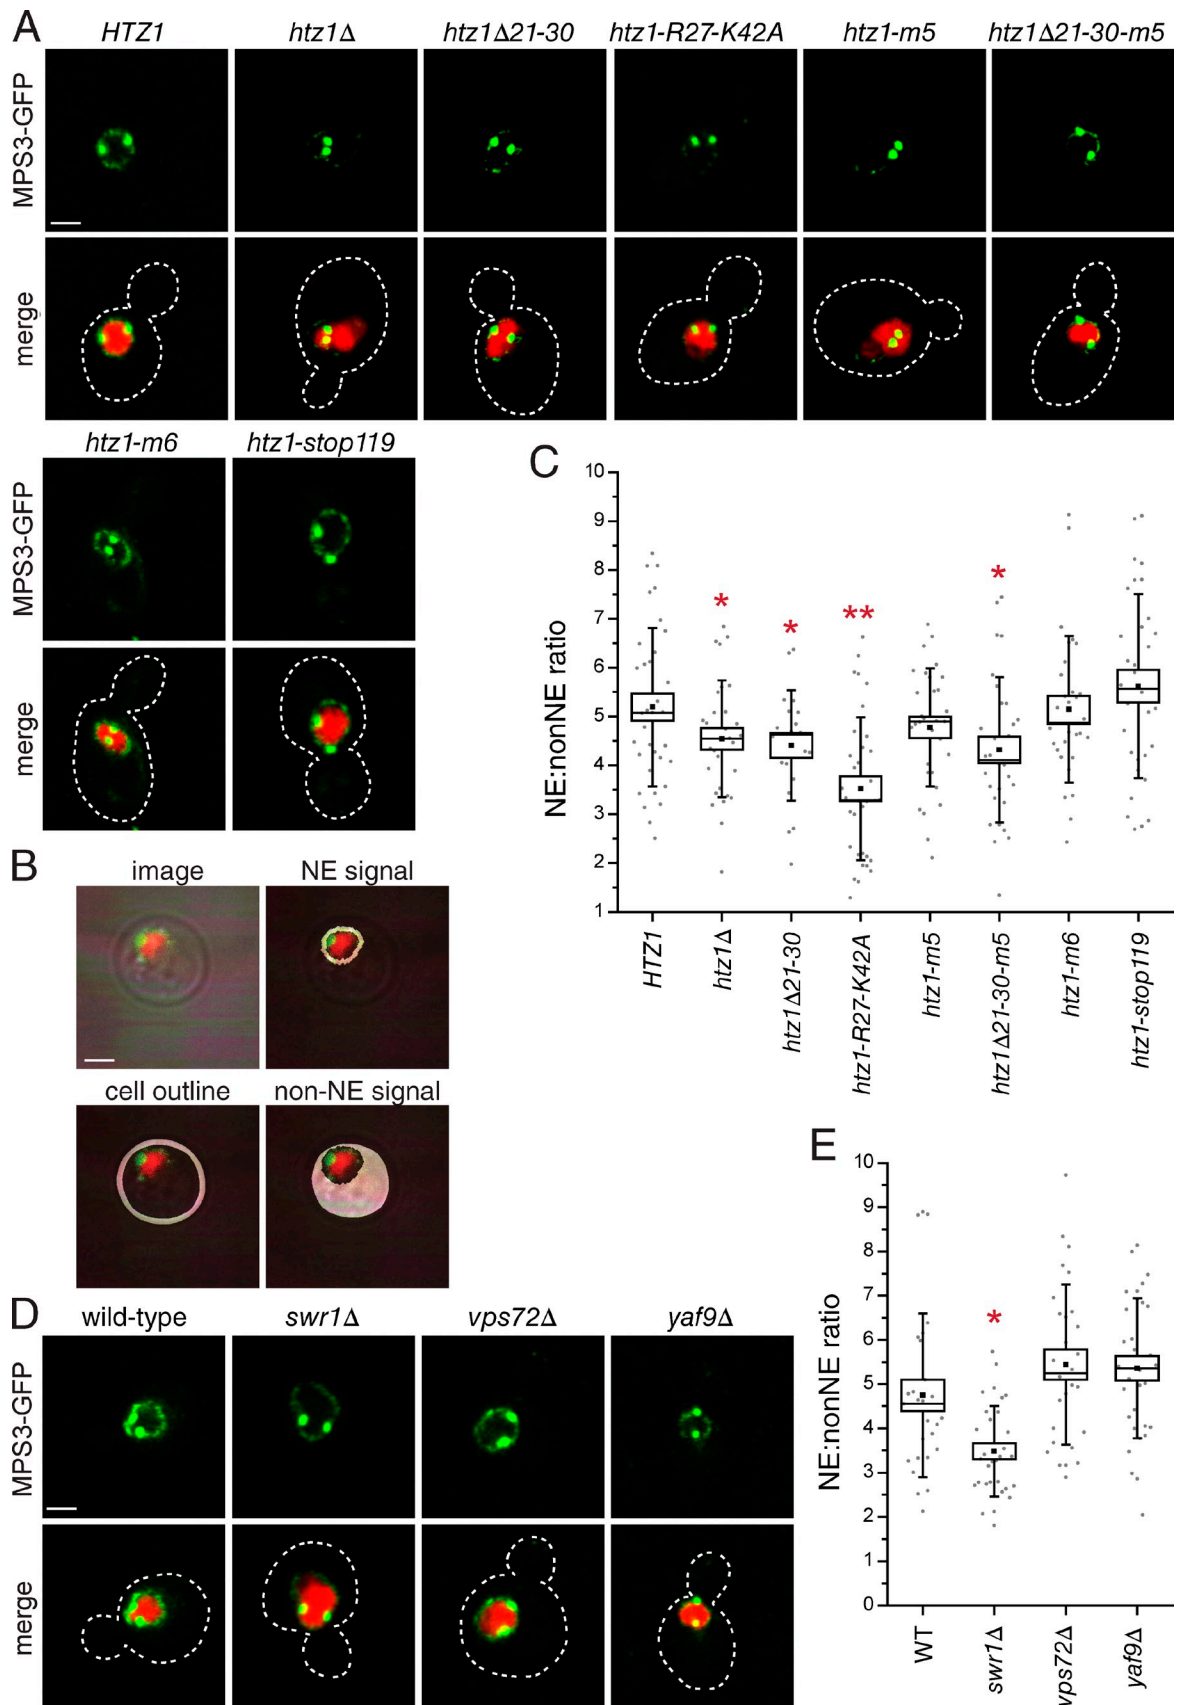 A
HTZ1 htz1Δ htz1Δ21-30 htz1-R27-K42A htz1-m5 htz1Δ21-30-m5
MPS3-GFP
merge
htz1-m6 htz1-stop119
MPS3-GFP
merge
B
image NE signal
cell outline non-NE signal
C
NE:nonNE ratio
10
9
8
7
6
5
4
3
2
1
*
*
**
*
HTZ1
htz1Δ
htz1Δ21-30
htz1-R27-K42A
htz1-m5
htz1Δ21-30-m5
htz1-m6
htz1-stop119
D
wild-type swr1Δ vps72Δ yaf9Δ
MPS3-GFP
merge
E
NE:nonNE ratio
10
9
8
7
6
5
4
3
2
1
0
*
WT
swr1Δ
vps72Δ
yaf9Δ